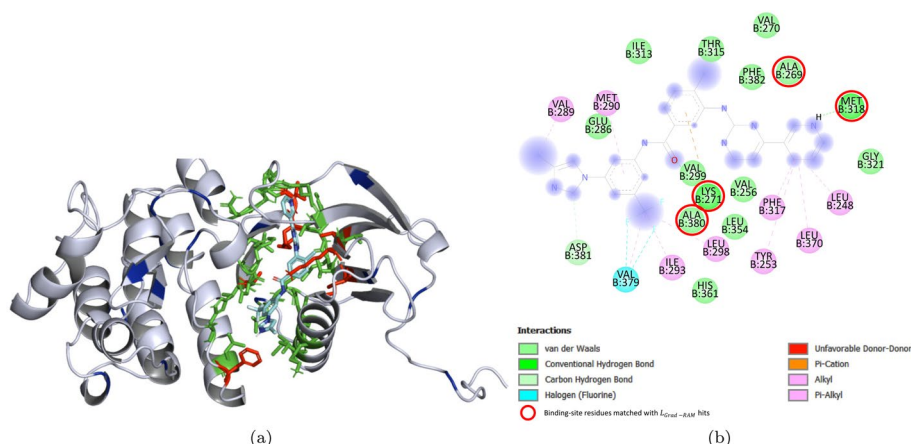 VAL
B:270
ILE
B:313
THR
B:315
PHE
B:382
ALA
B:269
MET
B:290
VAL
B:289
GLU
B:286
MET
B:318
H
GLY
B:321
N
N
N
N
N
N
O
N
N
N
VAL
B:299
LYS
B:271
VAL
B:256
PHE
B:317
LEU
B:248
ALA
B:380
LEU
B:354
ASP
B:381
LEU
B:298
LEU
B:370
ILE
B:293
TYR
B:253
VAL
B:379
HIS
B:361
Interactions
van der Waals
Conventional Hydrogen Bond
Carbon Hydrogen Bond
Halogen (Fluorine)
Unfavorable Donor-Donor
Pi-Cation
Alkyl
Pi-Alkyl
Binding-site residues matched with L_Grad−RAM hits
(a)
(b)